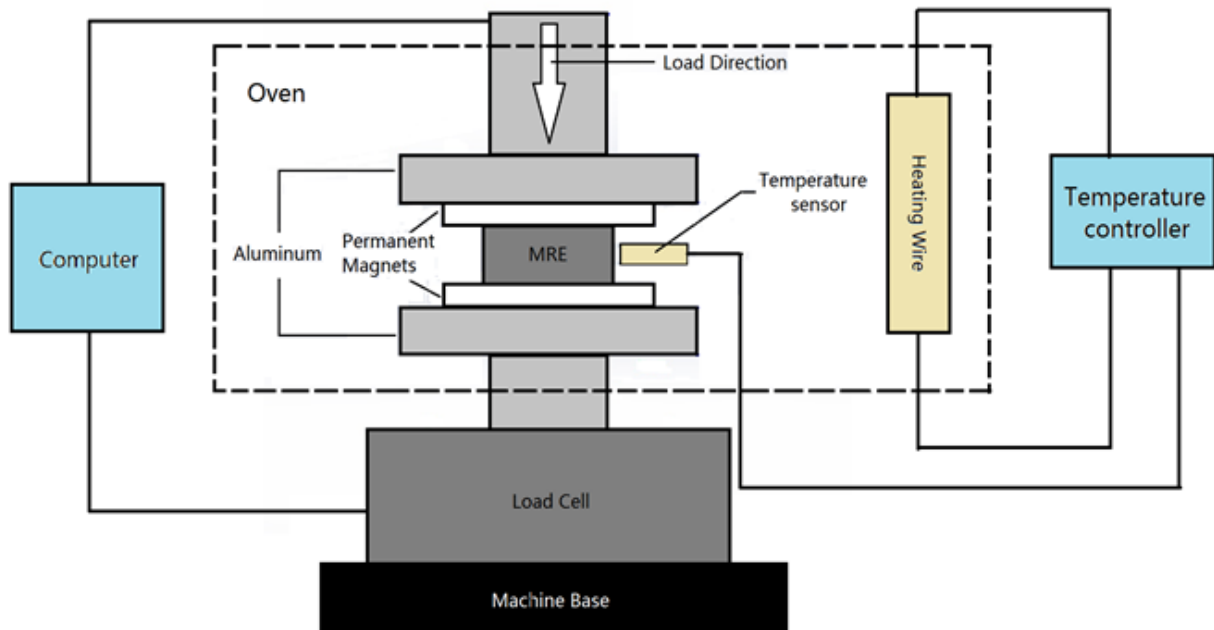 Load Direction
Oven
Temperature
sensor
Heating Wire
Temperature
controller
Permanent
Magnets
Aluminum
MRE
Computer
Load Cell
Machine Base